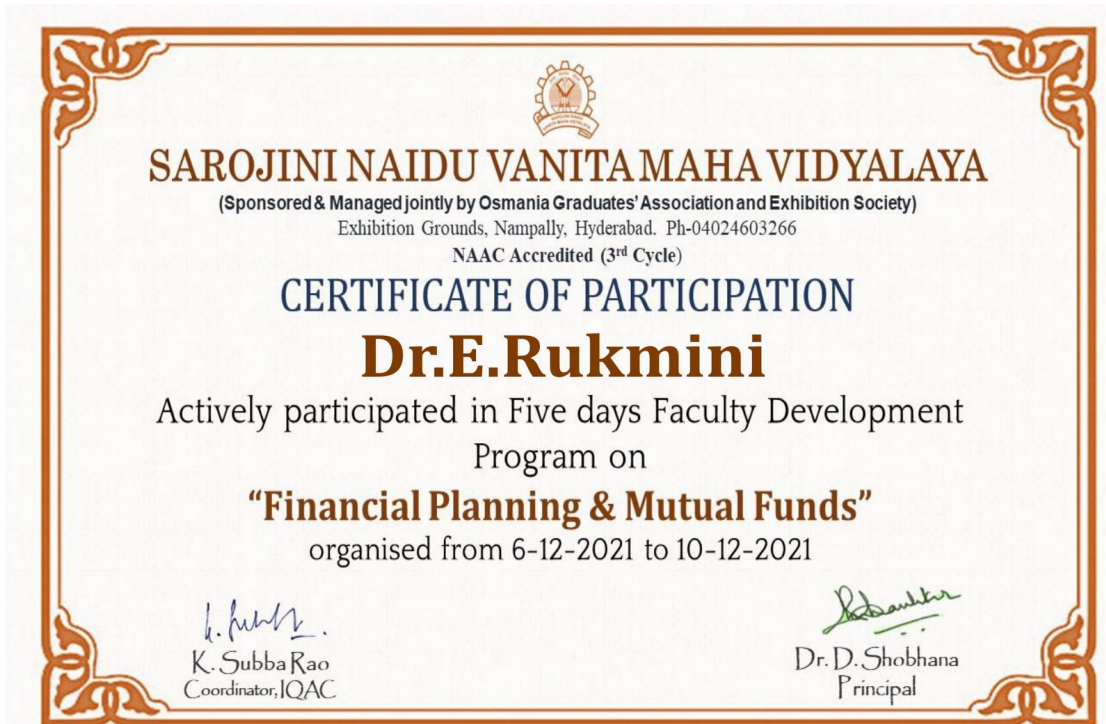 SAROJINI NAIDU VANITA MAHA VIDYALAYA
(Sponsored & Managed jointly by Osmania Graduates' Association and Exhibition Society)
Exhibition Grounds, Nampally, Hyderabad. Ph-04024603266
NAAC Accredited (3rd Cycle)
CERTIFICATE OF PARTICIPATION
Dr.E.Rukmini
Actively participated in Five days Faculty Development
Program on
“Financial Planning & Mutual Funds”
organised from 6-12-2021 to 10-12-2021
K. Subba Rao
Coordinator, IQAC
Dr. D. Shobhana
Principal